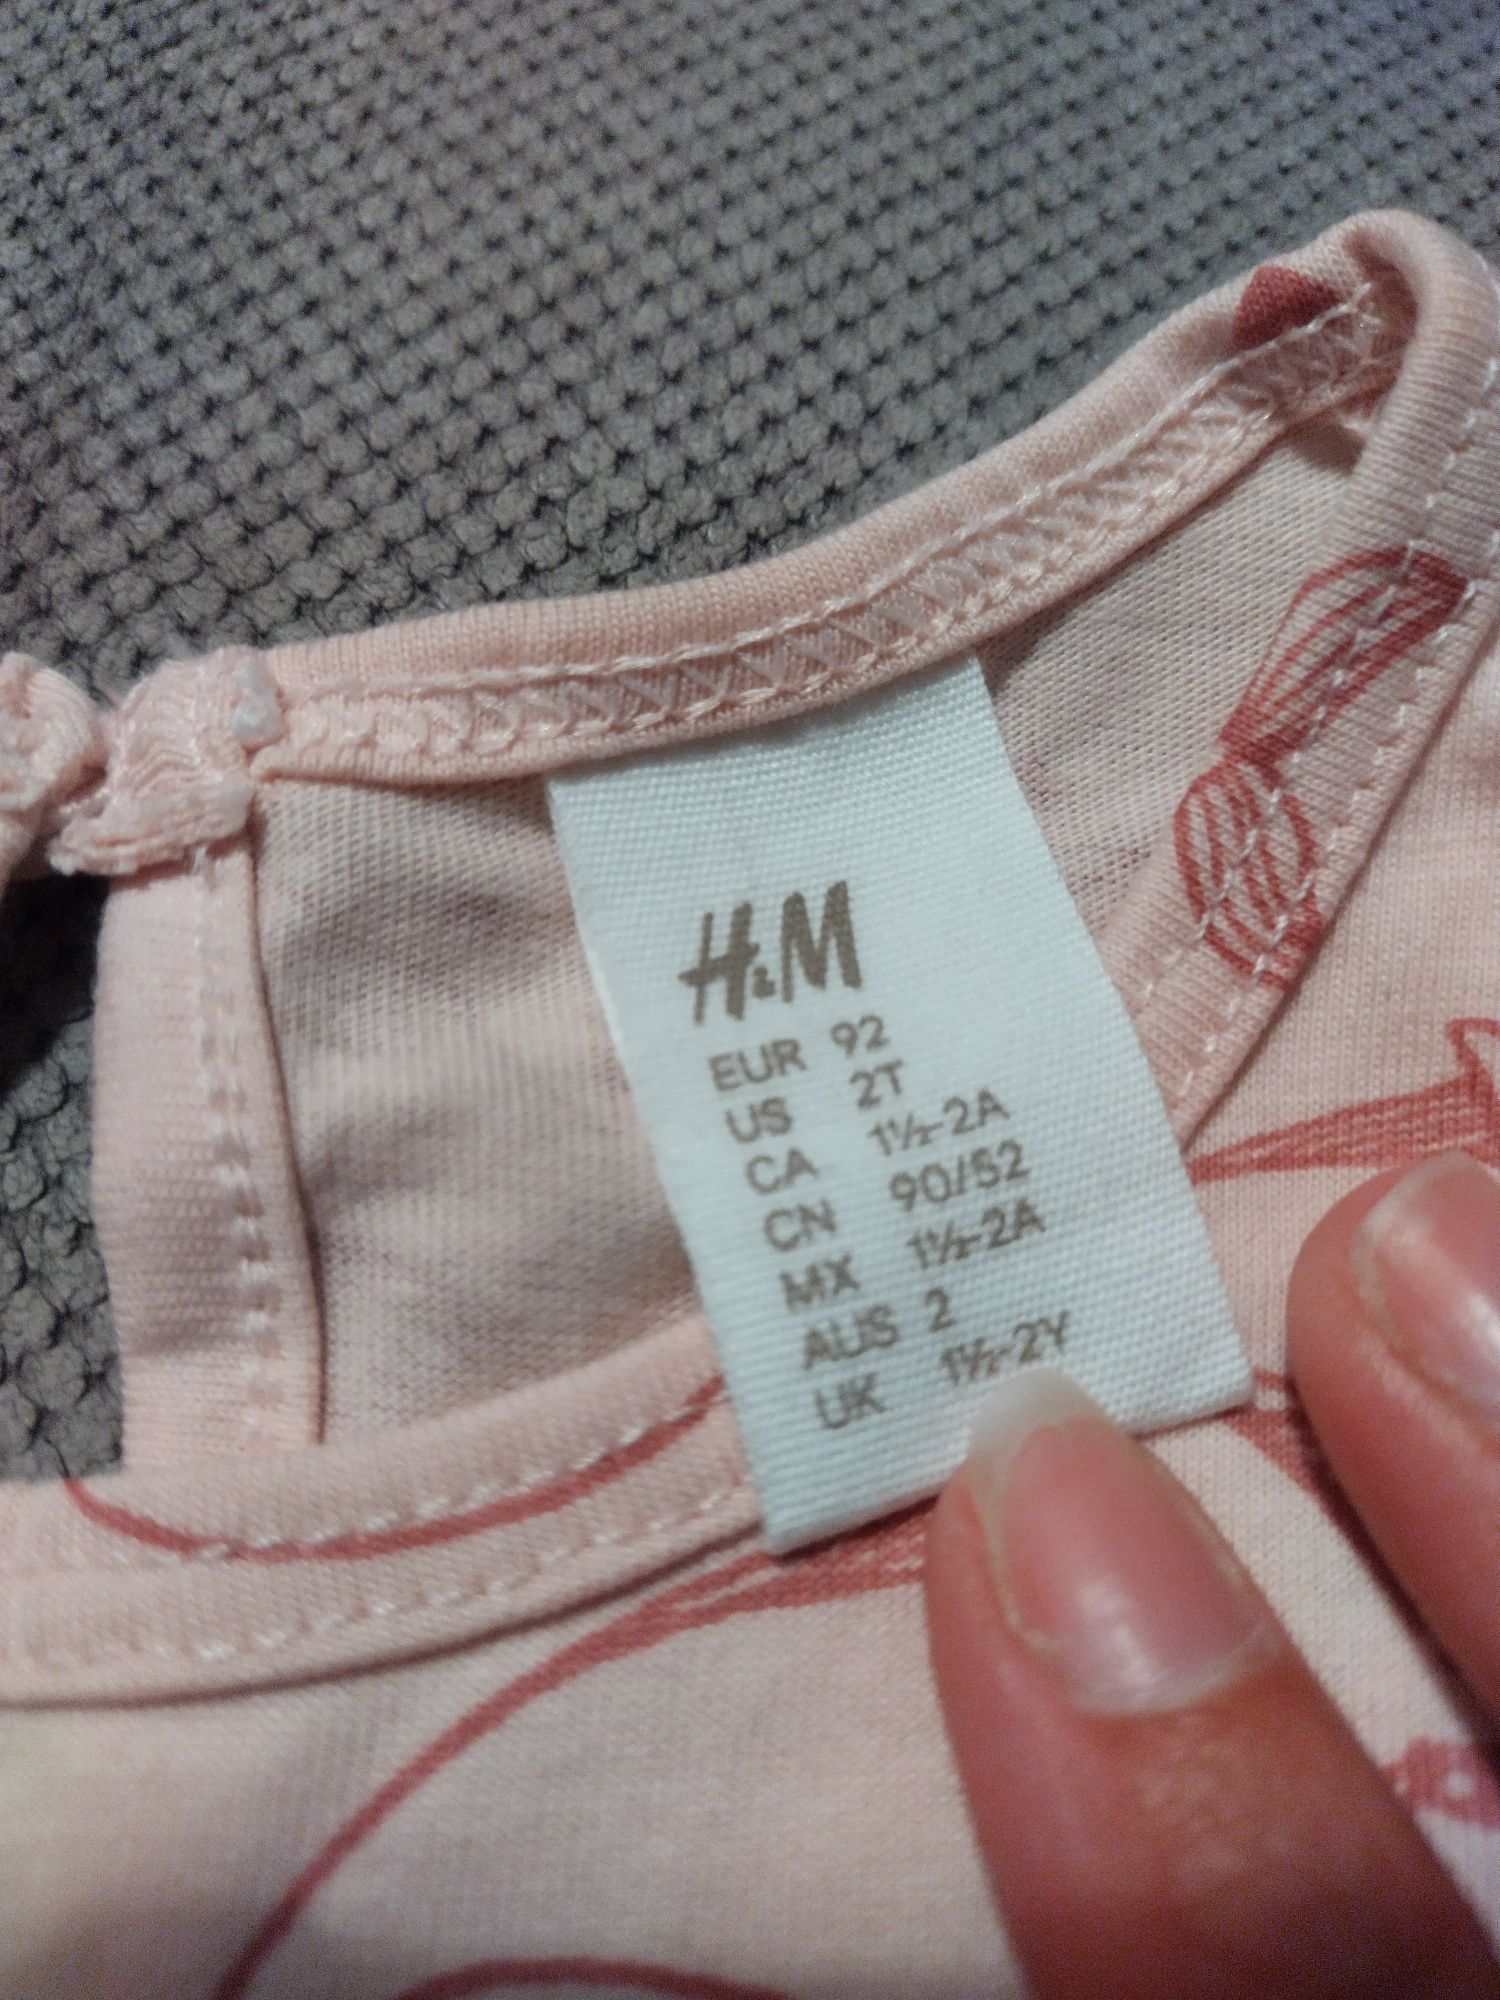 H&M
EUR 92
US 2T
CA 1½-2A
CN 90/52
MX 1½-2A
AUS 2
UK 1½-2Y